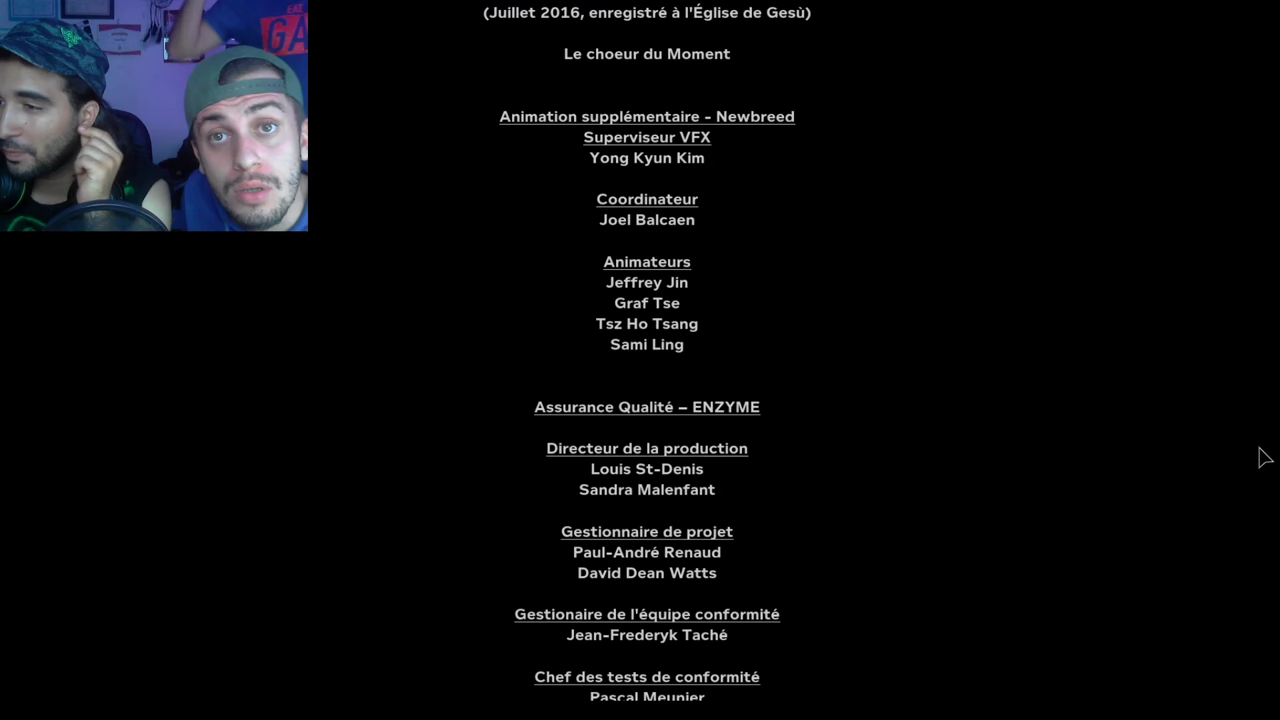 EAT
GA
(Juillet 2016, enregistré à l'Église de Gesù)
Le choeur du Moment
Animation supplémentaire - Newbreed
Superviseur VFX
Yong Kyun Kim
Coordinateur
Joel Balcaen
Animateurs
Jeffrey Jin
Graf Tse
Tsz Ho Tsang
Sami Ling
Assurance Qualité – ENZYME
Directeur de la production
Louis St-Denis
Sandra Malenfant
Gestionnaire de projet
Paul-André Renaud
David Dean Watts
Gestionaire de l'équipe conformité
Jean-Frederyk Taché
Chef des tests de conformité
Pascal Meunier